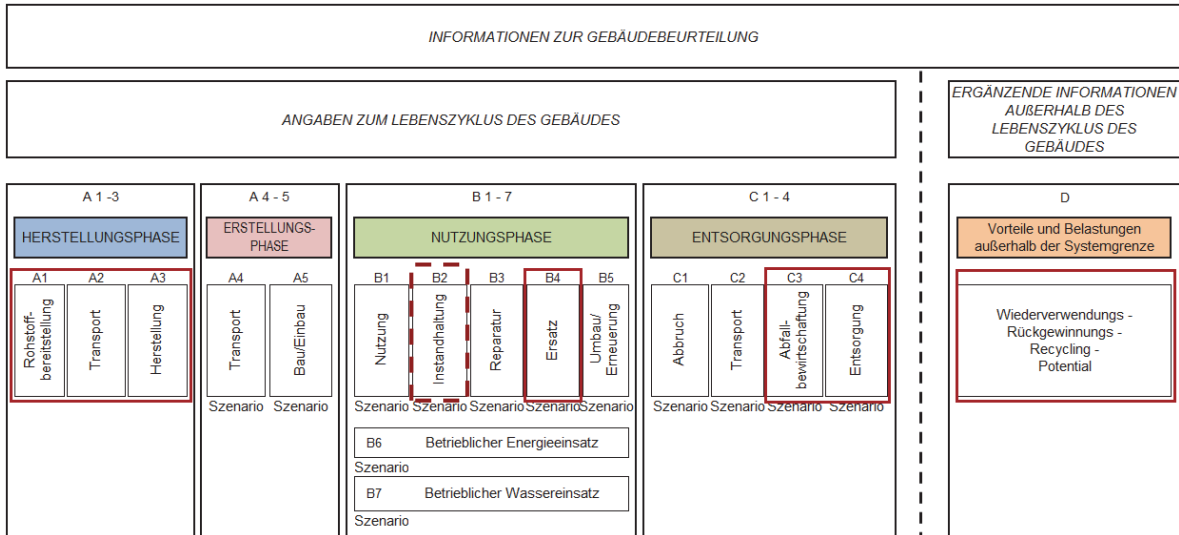 INFORMATIONEN ZUR GEBÄUDEBEURTEILUNG
ANGABEN ZUM LEBENSZYKLUS DES GEBÄUDES
ERGÄNZENDE INFORMATIONEN
AUßERHALB DES
LEBENSZYKLUS DES
GEBÄUDES
A 1 -3
HERSTELLUNGSPHASE
A1
A2
A3
Rohstoff-
bereitstellung
Transport
Herstellung
A 4 - 5
ERSTELLUNGS-
PHASE
A4
A5
Transport
Bau/Einbau
Szenario
Szenario
B 1 - 7
NUTZUNGSPHASE
B1
B2
B3
B4
B5
Nutzung
Instandhaltung
Reparatur
Ersatz
Umbau/
Erneuerung
Szenario
Szenario
Szenario
Szenario
Szenario
B6 Betrieblicher Energieeinsatz
Szenario
B7 Betrieblicher Wassereinsatz
Szenario
C 1 - 4
ENTSORGUNGSPHASE
C1
C2
C3
C4
Abbruch
Transport
Abfall-
bewirtschaftung
Entsorgung
Szenario
Szenario
Szenario
Szenario
D
Vorteile und Belastungen
außerhalb der Systemgrenze
Wiederverwendungs -
Rückgewinnungs -
Recycling -
Potential